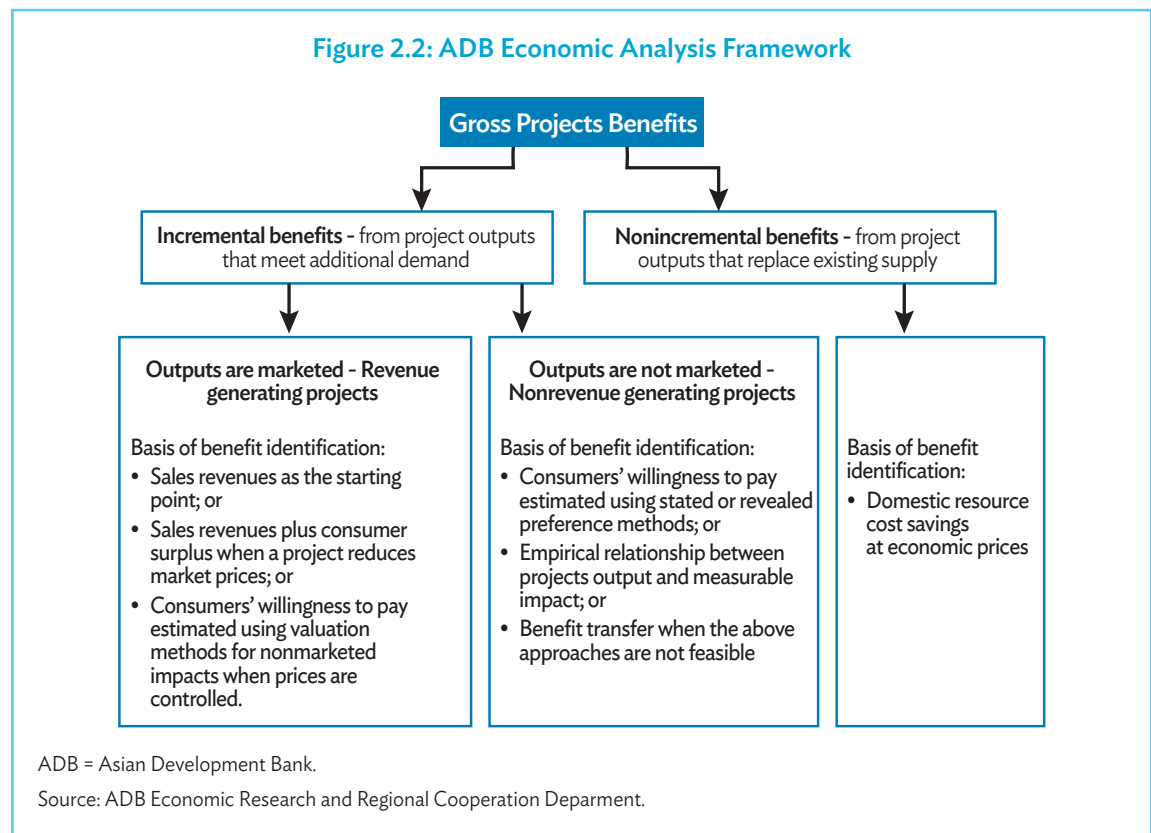 Figure 2.2: ADB Economic Analysis Framework
Gross Projects Benefits
Incremental benefits - from project outputs
that meet additional demand
Nonincremental benefits - from project
outputs that replace existing supply
Outputs are marketed - Revenue
generating projects
Basis of benefit identification:
• Sales revenues as the starting
point; or
• Sales revenues plus consumer
surplus when a project reduces
market prices; or
• Consumers’ willingness to pay
estimated using valuation
methods for nonmarketed
impacts when prices are
controlled.
Outputs are not marketed -
Nonrevenue generating projects
Basis of benefit identification:
• Consumers’ willingness to pay
estimated using stated or revealed
preference methods; or
• Empirical relationship between
projects output and measurable
impact; or
• Benefit transfer when the above
approaches are not feasible
Basis of benefit
identification:
• Domestic resource
cost savings
at economic prices
ADB = Asian Development Bank.
Source: ADB Economic Research and Regional Cooperation Deparment.